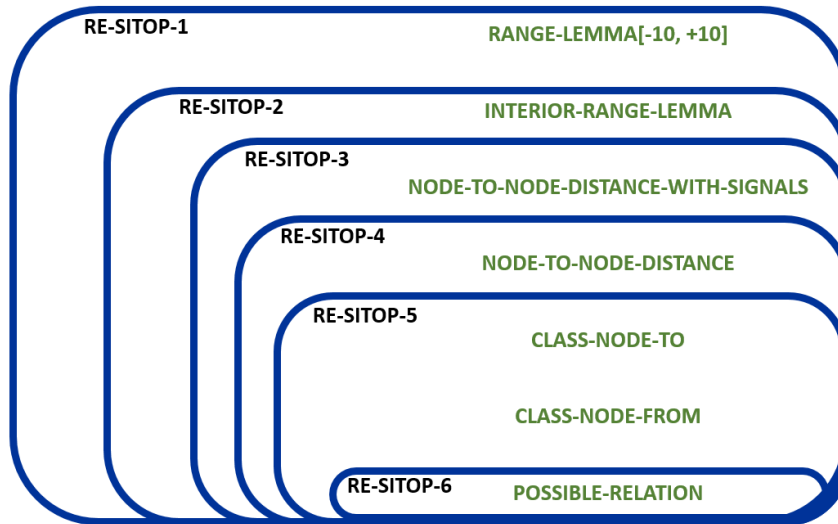 RE-SITOP-1
RANGE-LEMMA[-10, +10]
RE-SITOP-2
INTERIOR-RANGE-LEMMA
RE-SITOP-3
NODE-TO-NODE-DISTANCE-WITH-SIGNALS
RE-SITOP-4
NODE-TO-NODE-DISTANCE
RE-SITOP-5
CLASS-NODE-TO
CLASS-NODE-FROM
RE-SITOP-6
POSSIBLE-RELATION